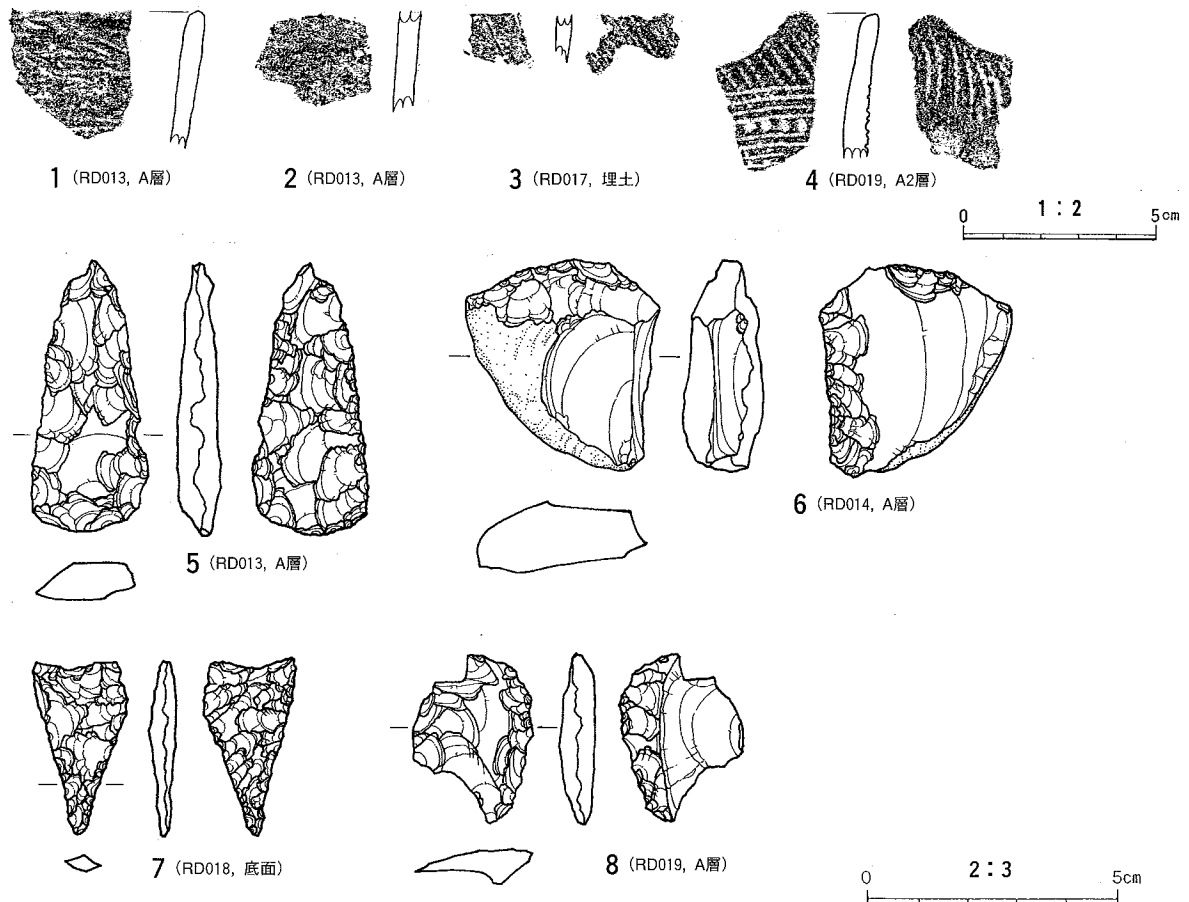 1 (RD013, A層)
2 (RD013, A層)
3 (RD017, 埋土)
4 (RD019, A2層)
0 1:2 5cm
5 (RD013, A層)
6 (RD014, A層)
7 (RD018, 底面)
8 (RD019, A層)
0 2:3 5cm